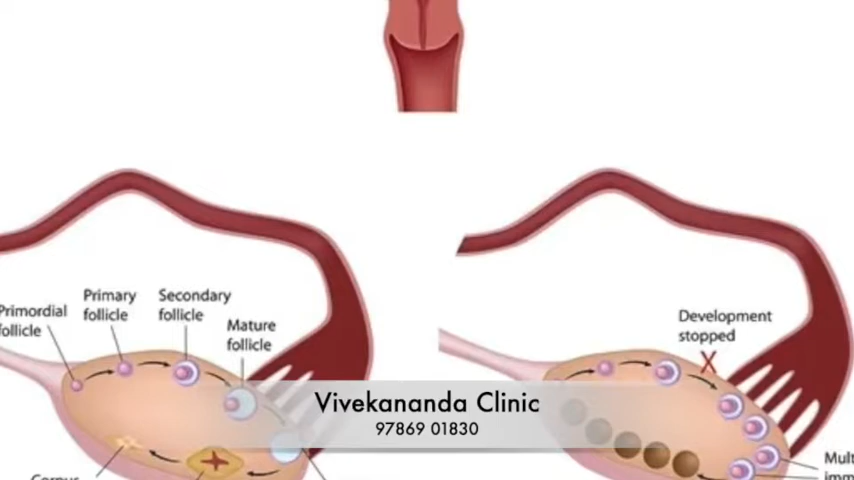 Primordial
follicle
Primary
follicle
Secondary
follicle
Mature
follicle
Development
stopped
X
Vivekananda Clinic
97869 01830